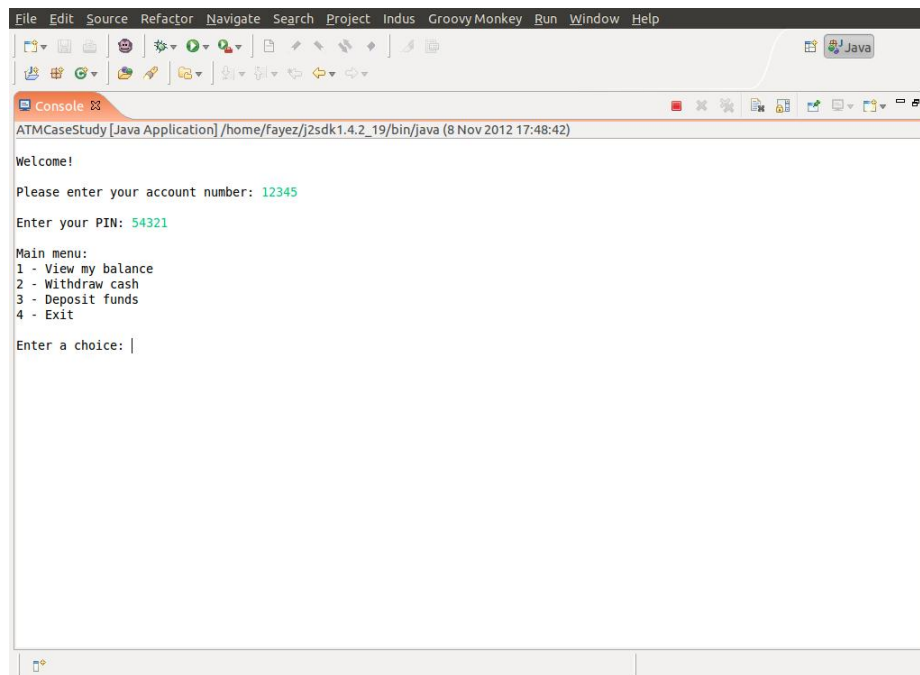 File Edit Source Refactor Navigate Search Project Indus Groovy Monkey Run Window Help
Java
Console
ATMCaseStudy [Java Application] /home/fayez/j2sdk1.4.2_19/bin/java (8 Nov 2012 17:48:42)
Welcome!
Please enter your account number: 12345
Enter your PIN: 54321
Main menu:
1 - View my balance
2 - Withdraw cash
3 - Deposit funds
4 - Exit
Enter a choice: